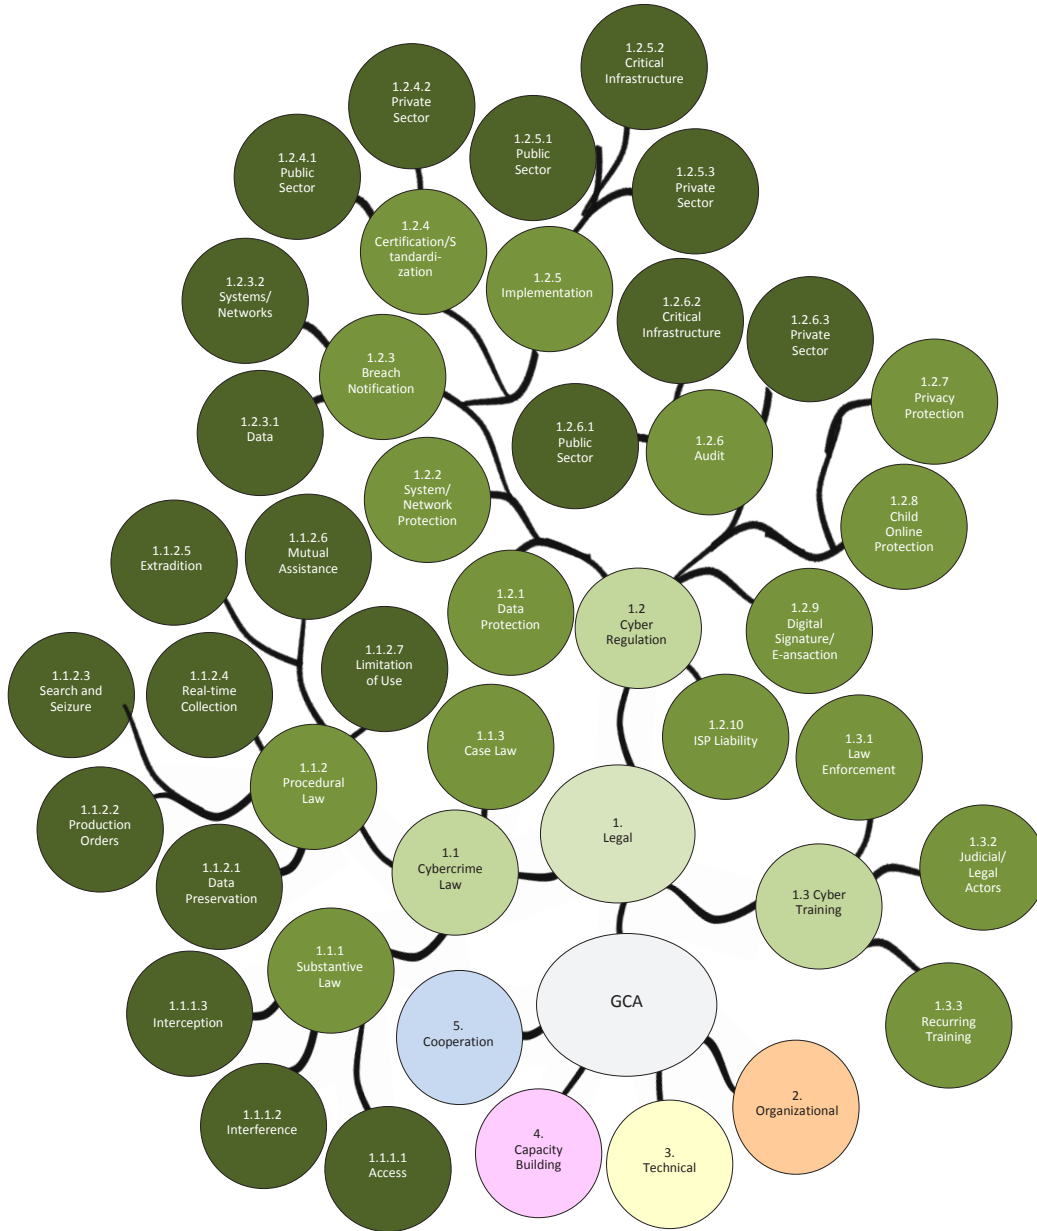 1.2.5.2
Critical
Infrastructure
1.2.4.2
Private
Sector
1.2.5.1
Public
Sector
1.2.4.1
Public
Sector
1.2.5.3
Private
Sector
1.2.4
Certification/S
tandardi-
zation
1.2.5
Implementation
1.2.3.2
Systems/
Networks
1.2.6.2
Critical
Infrastructure
1.2.6.3
Private
Sector
1.2.3
Breach
Notification
1.2.7
Privacy
Protection
1.2.3.1
Data
1.2.6.1
Public
Sector
1.2.6
Audit
1.2.2
System/
Network
Protection
1.2.8
Child
Online
Protection
1.1.2.5
Extradition
1.1.2.6
Mutual
Assistance
1.2.1
Data
Protection
1.2
Cyber
Regulation
1.2.9
Digital
Signature/
E-ansaction
1.1.2.7
Limitation
of Use
1.1.2.3
Search and
Seizure
1.1.2.4
Real-time
Collection
1.1.3
Case Law
1.2.10
ISP Liability
1.3.1
Law
Enforcement
1.1.2
Procedural
Law
1.1.2.2
Production
Orders
1.
Legal
1.1
Cybercrime
Law
1.3.2
Judicial/
Legal
Actors
1.1.2.1
Data
Preservation
1.3 Cyber
Training
1.1.1
Substantive
Law
1.1.1.3
Interception
GCA
5.
Cooperation
1.3.3
Recurring
Training
2.
Organizational
1.1.1.2
Interference
4.
Capacity
Building
3.
Technical
1.1.1.1
Access